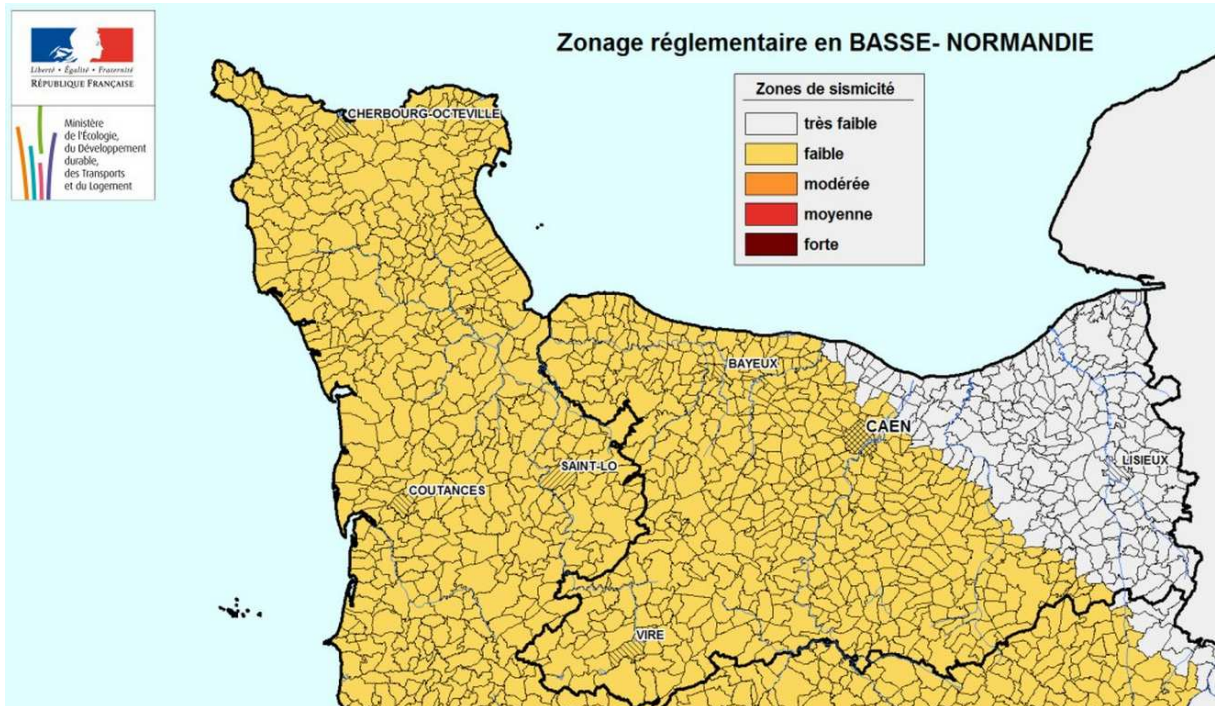 Liberté • Égalité • Fraternité
RÉPUBLIQUE FRANÇAISE
Ministère
de l'Écologie,
du Développement
durable,
des Transports
et du Logement
Zonage réglementaire en BASSE- NORMANDIE
Zones de sismicité
très faible
faible
modérée
moyenne
forte
CHERBOURG-OCTEVILLE
BAYEUX
CAEN
LISIEUX
SAINT-LO
COUTANCES
VIRE